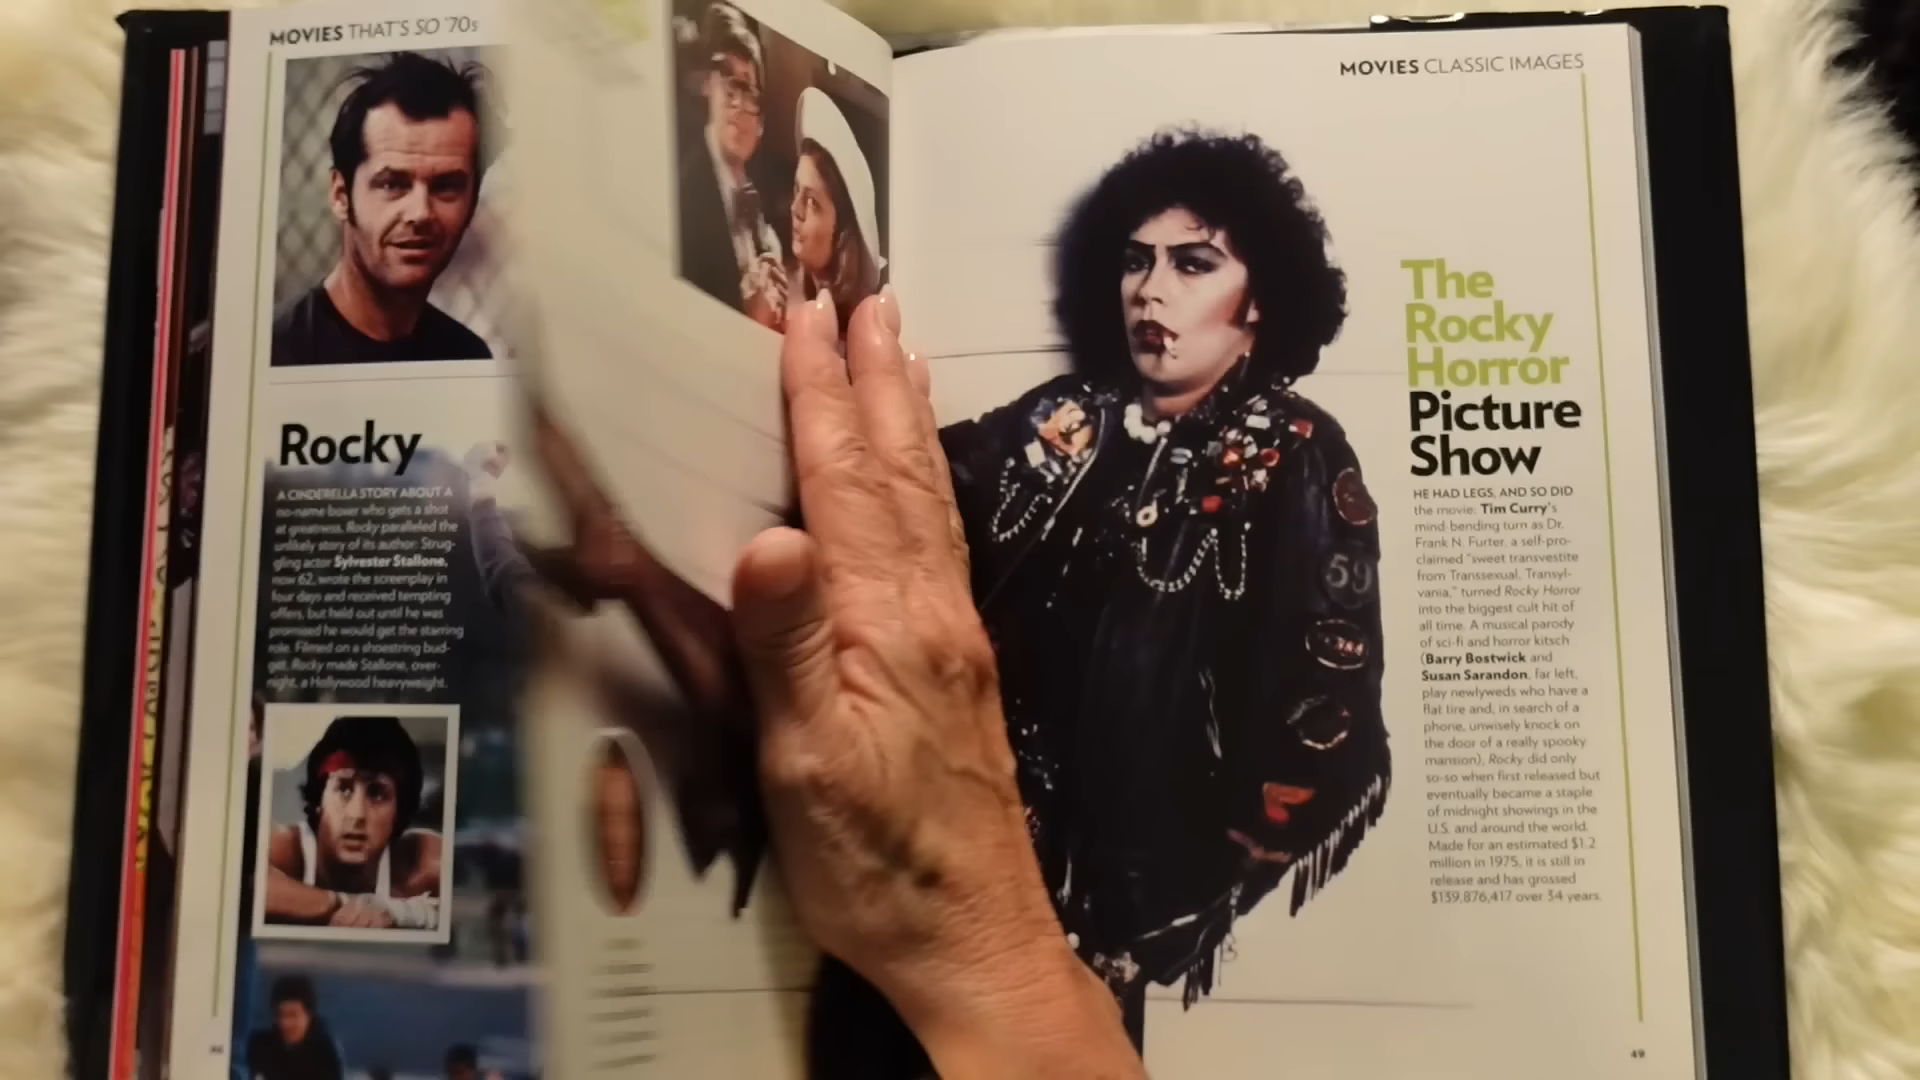 MOVIES THAT'S SO '70s
Rocky
A CINDERELLA STORY ABOUT A
no-name boxer who gets a shot
at greatness, Rocky paralleled the
unlikely story of its author: Strug-
gling actor Sylvester Stallone,
now 62, wrote the screenplay in
four days and received tempting
offers, but held out until he was
promised he would get the starring
role. Filmed on a shoestring bud-
get, Rocky made Stallone, over-
night, a Hollywood heavyweight.
MOVIES CLASSIC IMAGES
The
Rocky
Horror
Picture
Show
HE HAD LEGS, AND SO DID
the movie. Tim Curry's
mind-bending turn as Dr.
Frank N. Furter, a self-pro-
claimed "sweet transvestite
from Transsexual, Transyl-
vania," turned Rocky Horror
into the biggest cult hit of
all time. A musical parody
of sci-fi and horror kitsch
(Barry Bostwick and
Susan Sarandon, far left,
play newlyweds who have a
flat tire and, in search of a
phone, unwisely knock on
the door of a really spooky
mansion), Rocky did only
so-so when first released but
eventually became a staple
of midnight showings in the
U.S. and around the world.
Made for an estimated $1.2
million in 1975, it is still in
release and has grossed
$139,876,417 over 34 years.
59
49